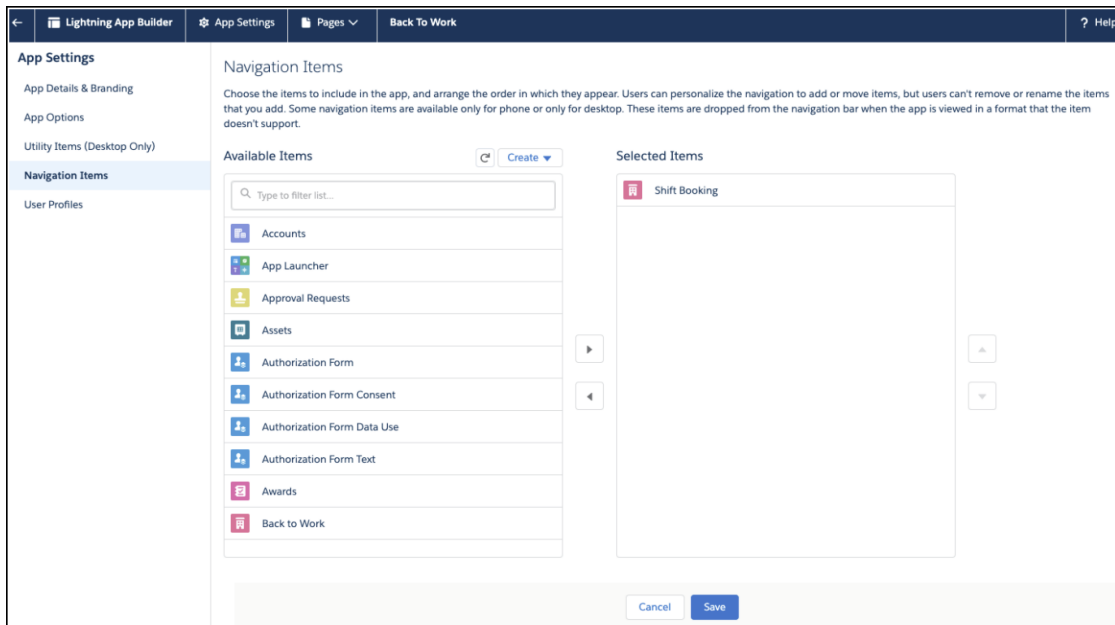 Lightning App Builder
App Settings
Pages
Back To Work
? Help
App Settings
App Details & Branding
App Options
Utility Items (Desktop Only)
Navigation Items
User Profiles
Navigation Items
Choose the items to include in the app, and arrange the order in which they appear. Users can personalize the navigation to add or move items, but users can't remove or rename the items
that you add. Some navigation items are available only for phone or only for desktop. These items are dropped from the navigation bar when the app is viewed in a format that the item
doesn't support.
Available Items
Create
Type to filter list...
Accounts
App Launcher
Approval Requests
Assets
Authorization Form
Authorization Form Consent
Authorization Form Data Use
Authorization Form Text
Awards
Back to Work
Selected Items
Shift Booking
Cancel
Save